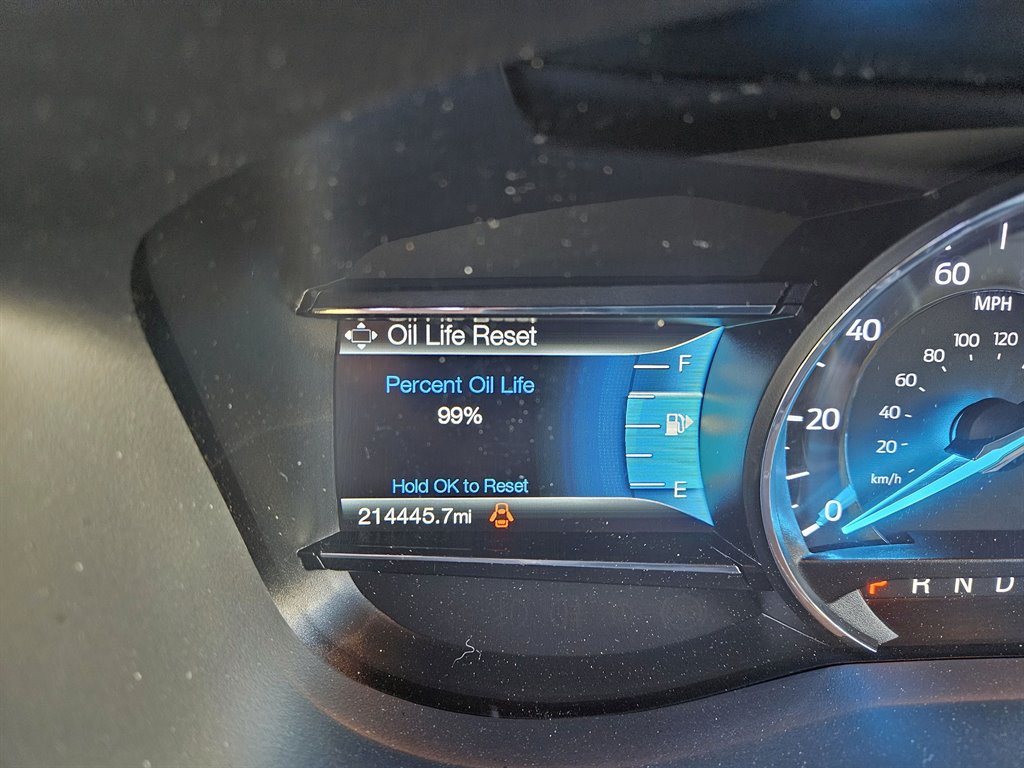 Oil Life Reset
Percent Oil Life
99%
Hold OK to Reset
214445.7mi
F
E
60
MPH
40
100
120
80
60
20
40
20
km/h
0
R N D